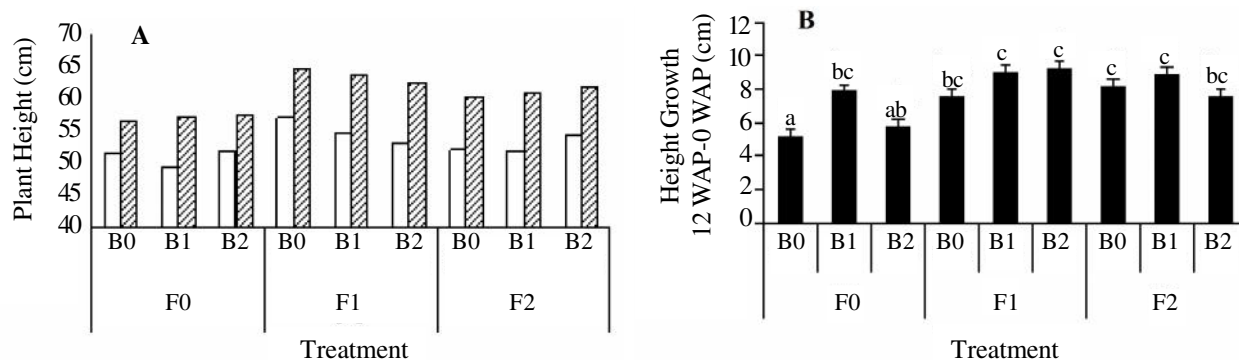 A
Plant Height (cm)
70
65
60
55
50
45
40
B0 B1 B2 B0 B1 B2 B0 B1 B2
F0 F1 F2
Treatment
B
Height Growth
12 WAP-0 WAP (cm)
12
10
8
6
4
2
0
a bc ab bc c c c c bc
B0 B1 B2 B0 B1 B2 B0 B1 B2
F0 F1 F2
Treatment